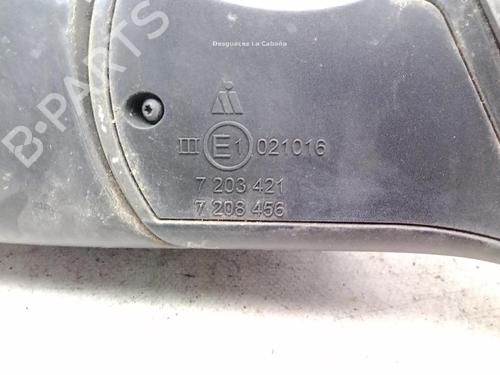 Desguaces La Cabaña
B-PARTS
III E1 021016
7 203 421
7 208 456